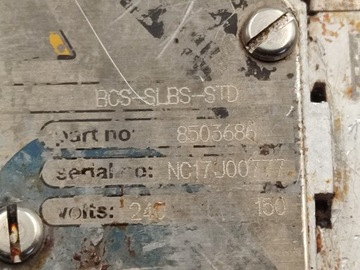 BCS-SLBS-STD
part no: 8503686
serial no: NC17J00777
volts: 240 150